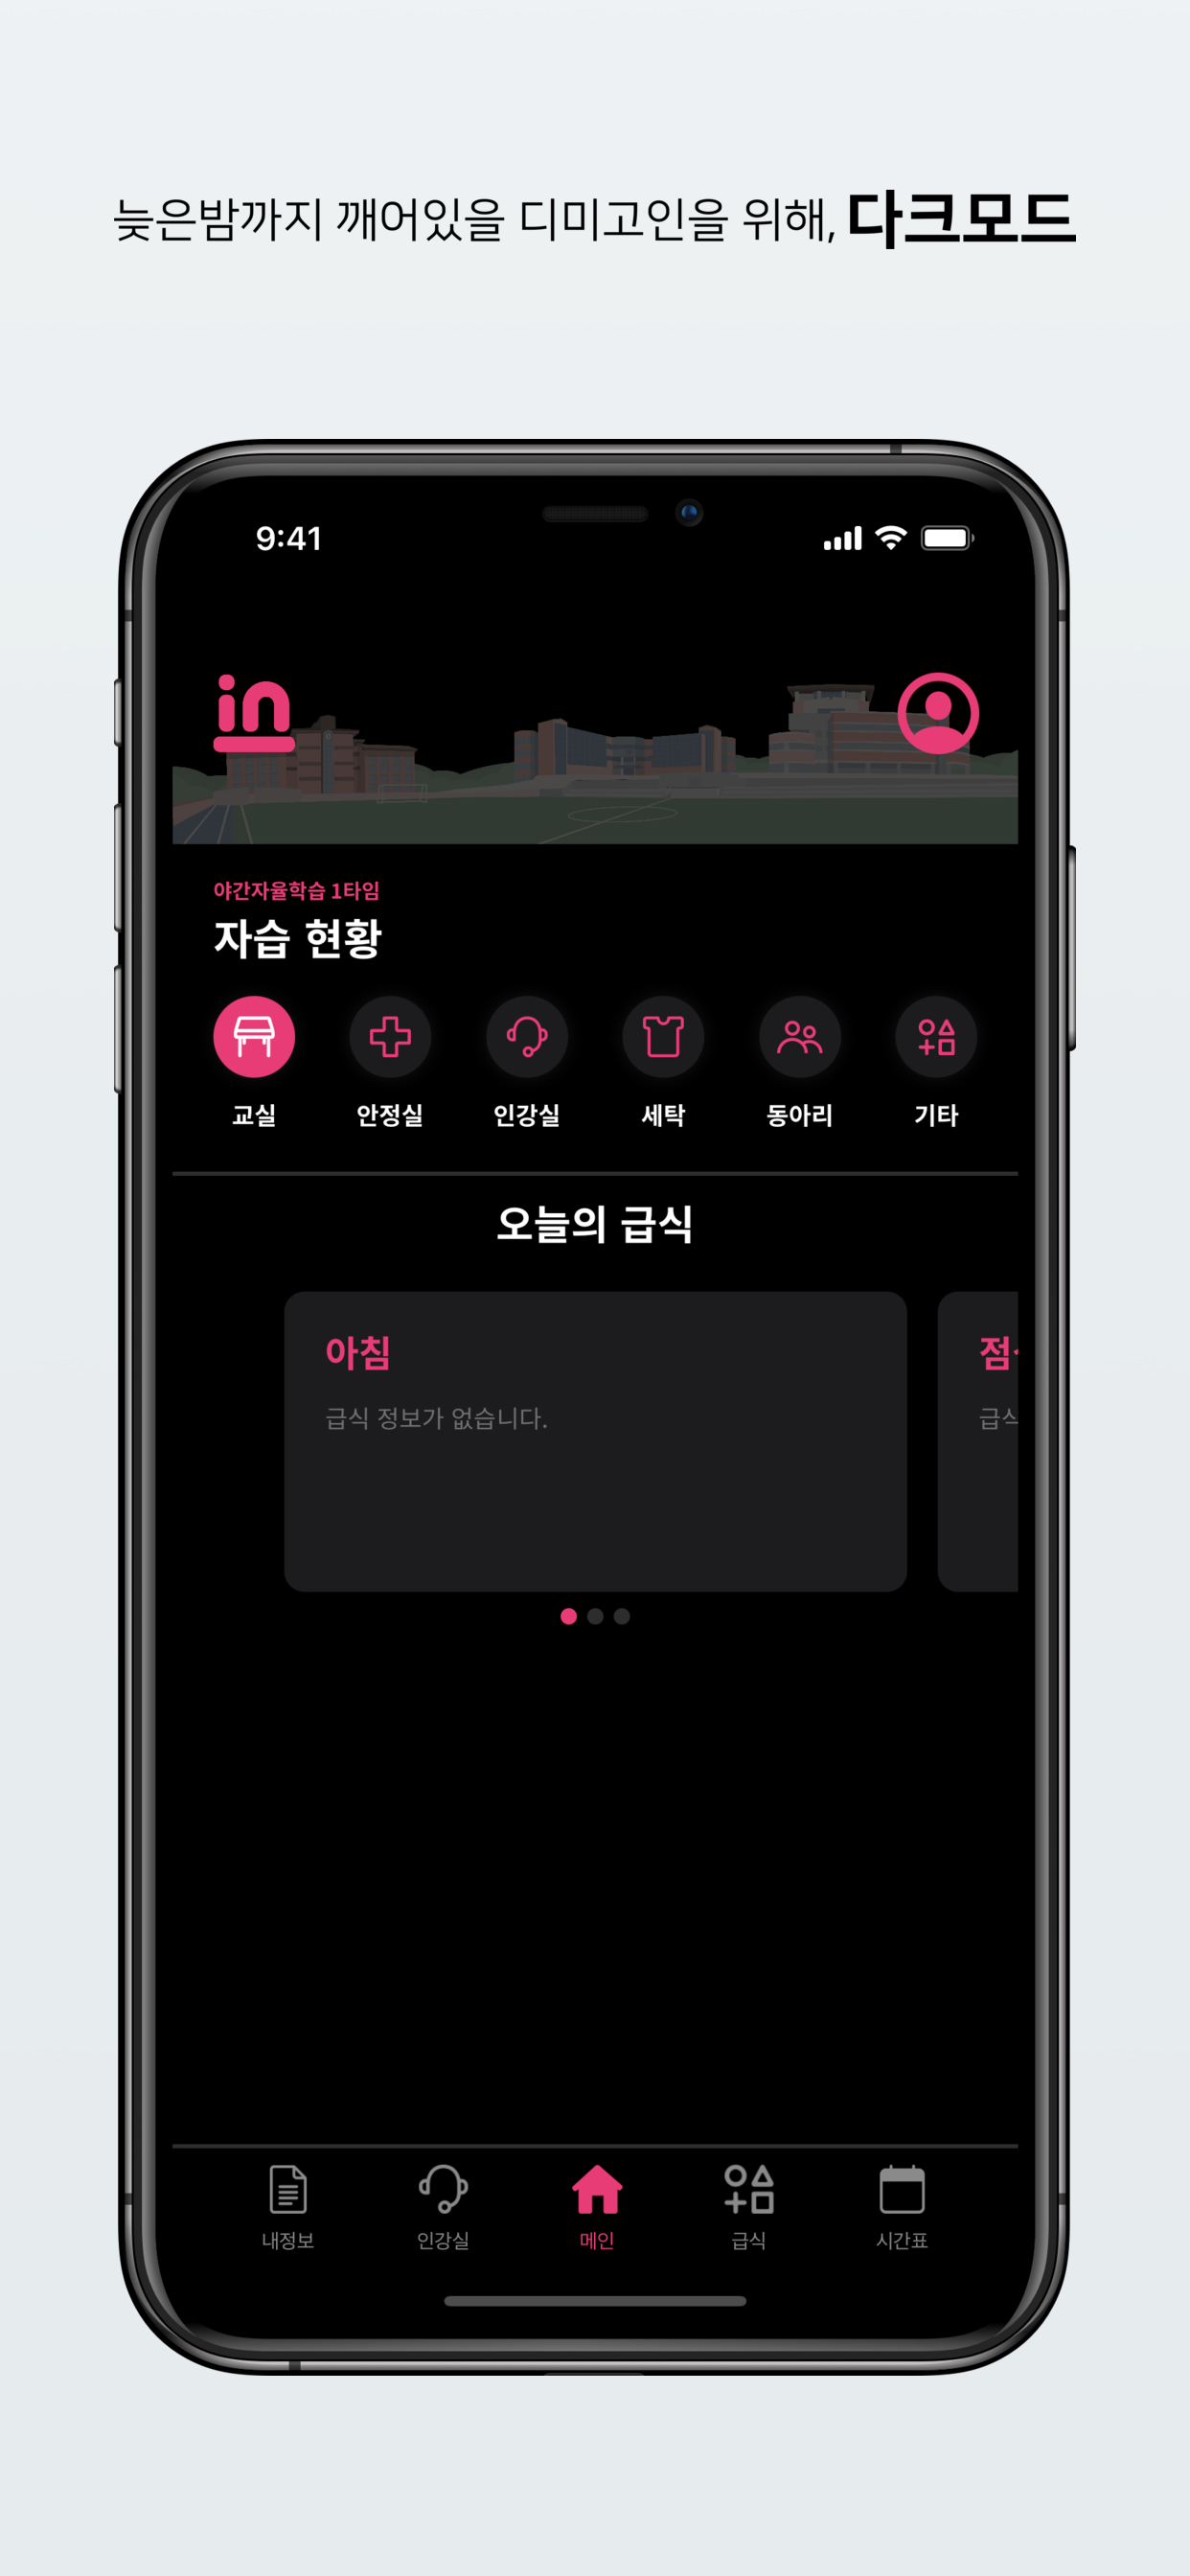 늦은밤까지 깨어있을 디미고인을 위해, 다크모드
9:41
in
야간자율학습 1타임
자습 현황
교실 안정실 인강실 세탁 동아리 기타
오늘의 급식
아침 점
급식 정보가 없습니다. 급식
내정보 인강실 메인 급식 시간표